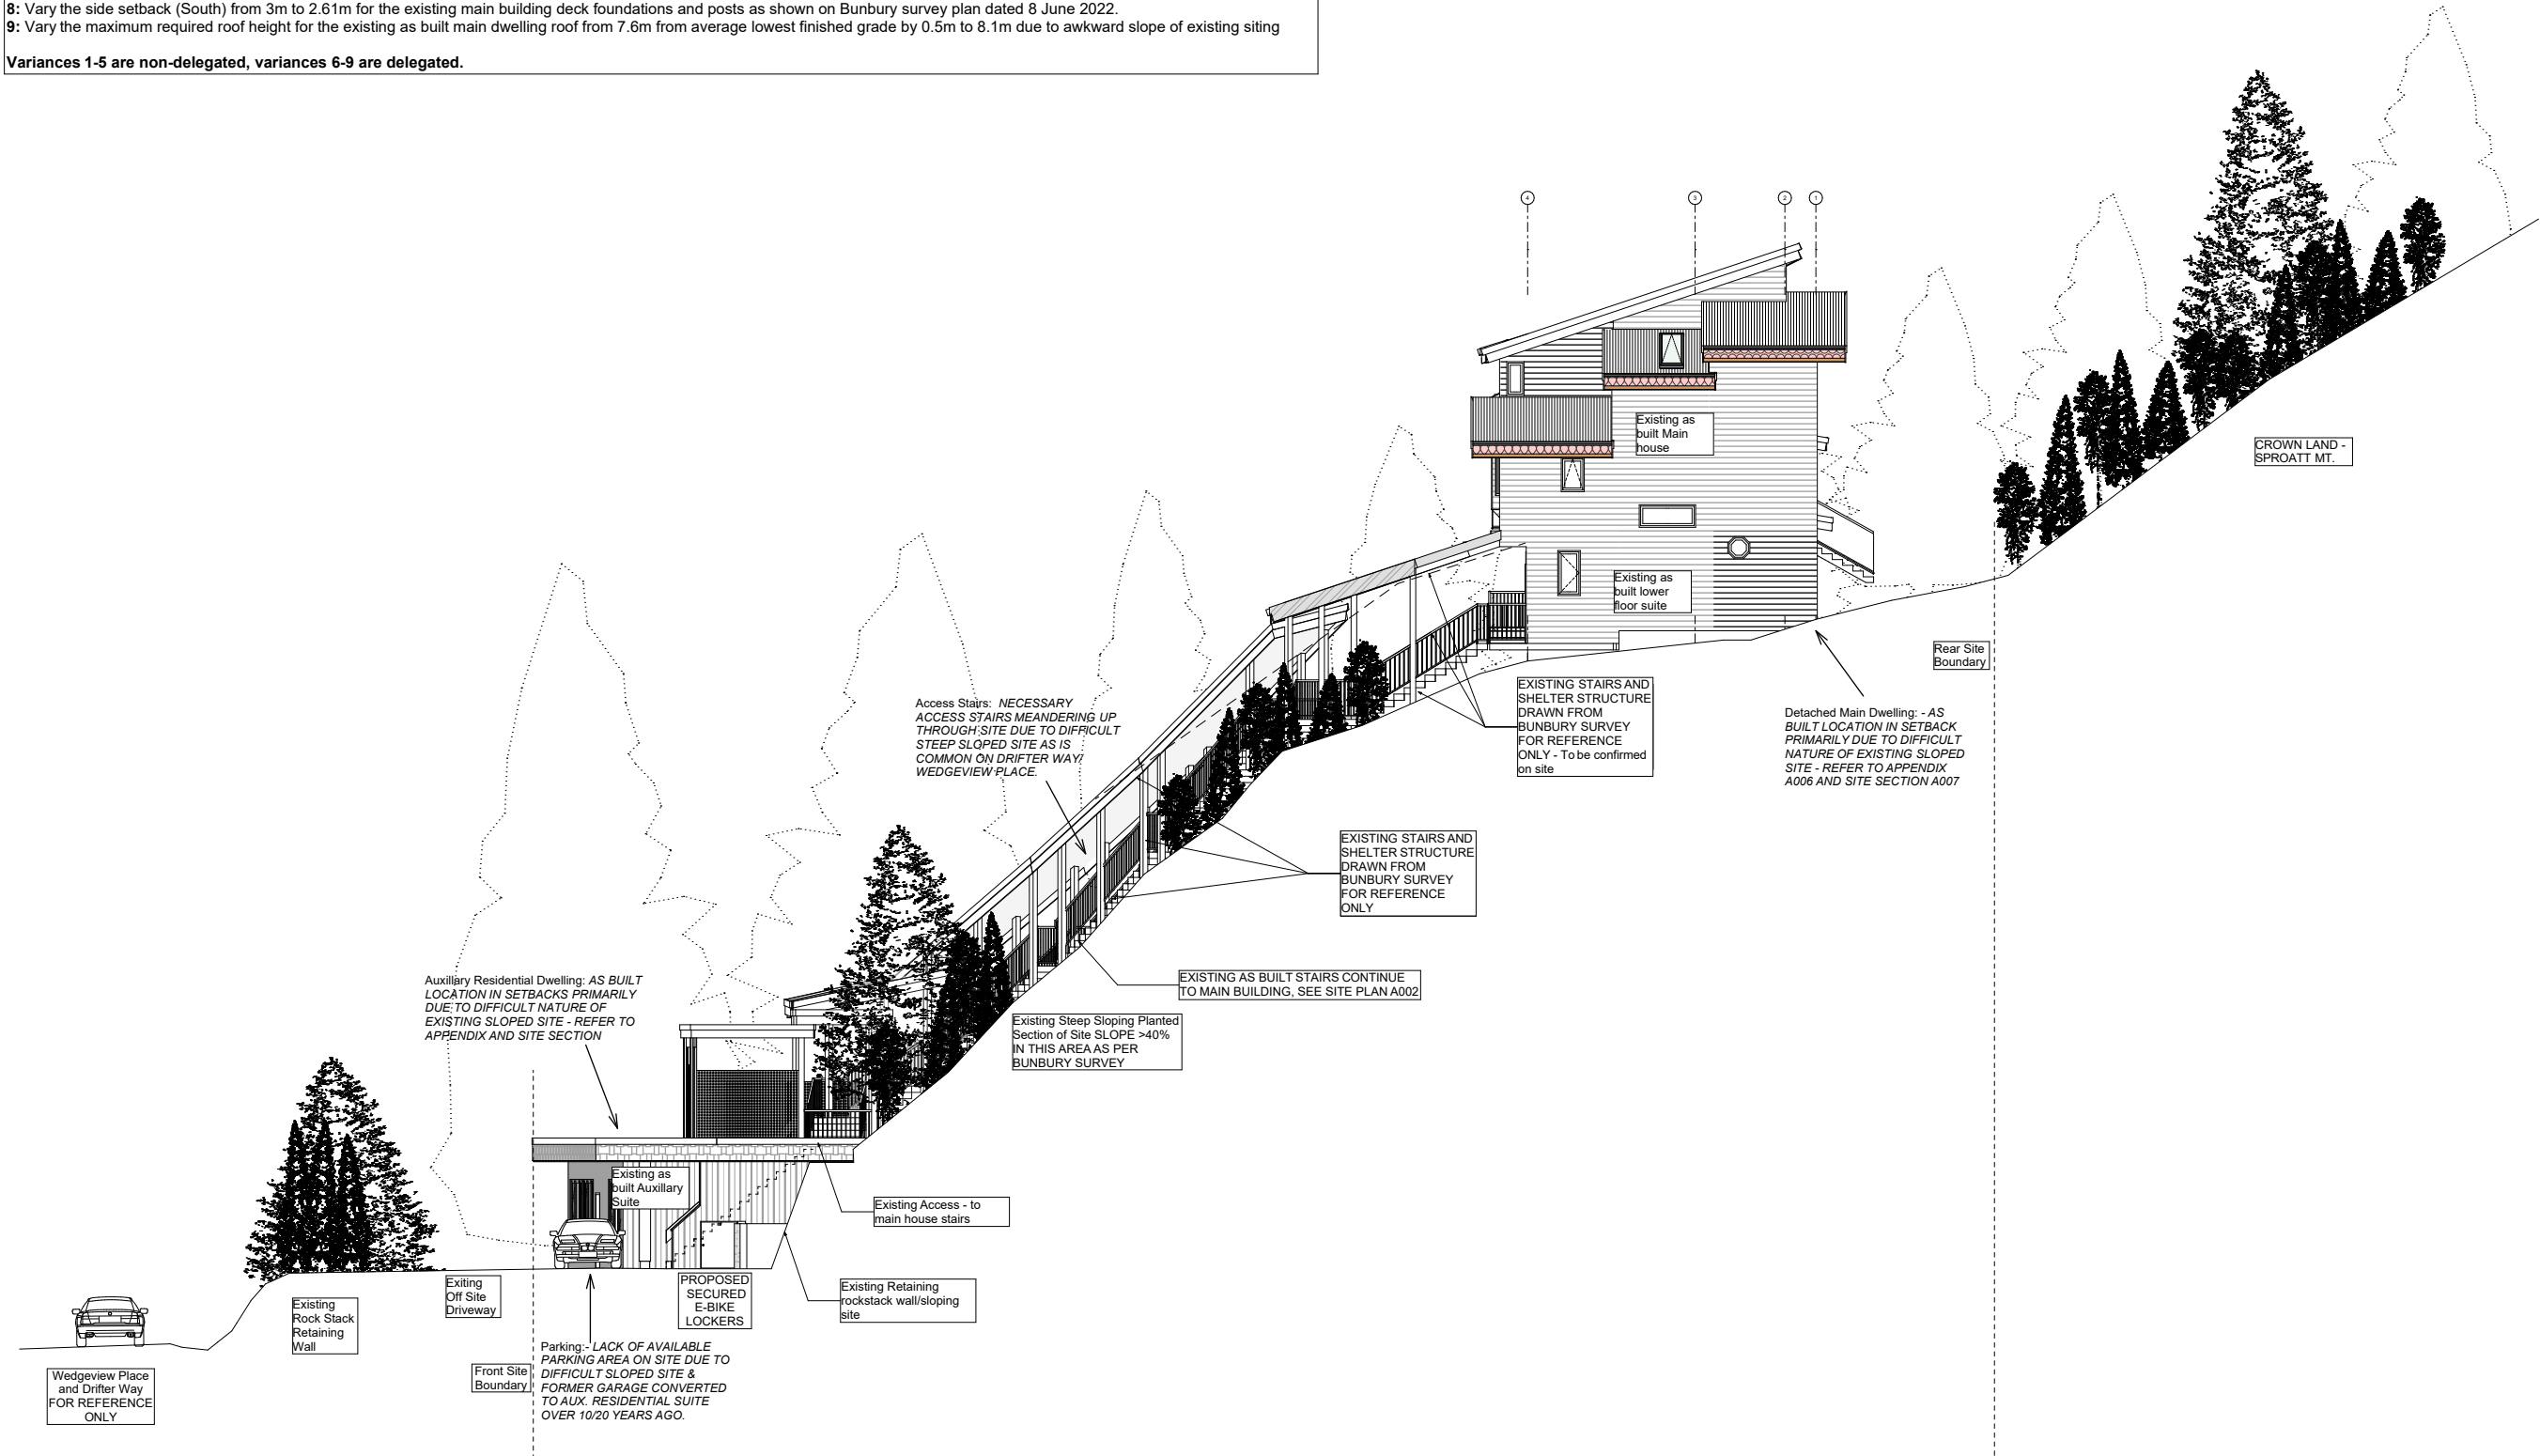 8: Vary the side setback (South) from 3m to 2.61m for the existing main building deck foundations and posts as shown on Bunbury survey plan dated 8 June 2022.
9: Vary the maximum required roof height for the existing as built main dwelling roof from 7.6m from average lowest finished grade by 0.5m to 8.1m due to awkward slope of existing siting
Variances 1-5 are non-delegated, variances 6-9 are delegated.
4
3
2
1
Existing as
built Main
house
CROWN LAND -
SPROATT MT.
Existing as
built lower
floor suite
Rear Site
Boundary
EXISTING STAIRS AND
SHELTER STRUCTURE
DRAWN FROM
BUNBURY SURVEY
FOR REFERENCE
ONLY - To be confirmed
on site
Detached Main Dwelling: - AS
BUILT LOCATION IN SETBACK
PRIMARILY DUE TO DIFFICULT
NATURE OF EXISTING SLOPED
SITE - REFER TO APPENDIX
A006 AND SITE SECTION A007
Access Stairs: NECESSARY
ACCESS STAIRS MEANDERING UP
THROUGH SITE DUE TO DIFFICULT
STEEP SLOPED SITE AS IS
COMMON ON DRIFTER WAY/
WEDGEVIEW PLACE.
EXISTING STAIRS AND
SHELTER STRUCTURE
DRAWN FROM
BUNBURY SURVEY
FOR REFERENCE
ONLY
EXISTING AS BUILT STAIRS CONTINUE
TO MAIN BUILDING, SEE SITE PLAN A002
Auxillary Residential Dwelling: AS BUILT
LOCATION IN SETBACKS PRIMARILY
DUE TO DIFFICULT NATURE OF
EXISTING SLOPED SITE - REFER TO
APPENDIX AND SITE SECTION
Existing Steep Sloping Planted
Section of Site SLOPE >40%
IN THIS AREA AS PER
BUNBURY SURVEY
Existing as
built Auxillary
Suite
Existing Access - to
main house stairs
Existing Retaining
rockstack wall/sloping
site
PROPOSED
SECURED
E-BIKE
LOCKERS
Exiting
Off Site
Driveway
Existing
Rock Stack
Retaining
Wall
Parking:- LACK OF AVAILABLE
PARKING AREA ON SITE DUE TO
DIFFICULT SLOPED SITE &
FORMER GARAGE CONVERTED
TO AUX. RESIDENTIAL SUITE
OVER 10/20 YEARS AGO.
Front Site
Boundary
Wedgeview Place
and Drifter Way
FOR REFERENCE
ONLY